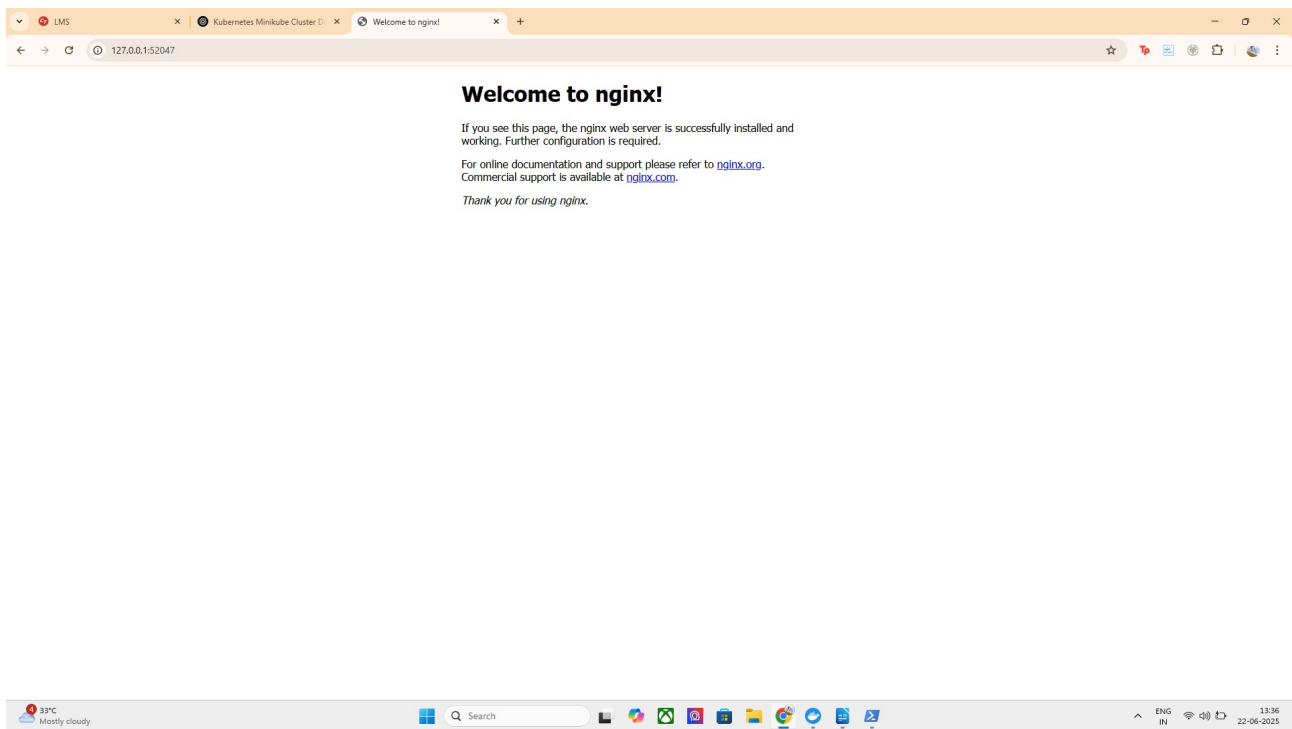 LMS
Kubernetes Minikube Cluster D
Welcome to nginx!
127.0.0.1:52047
Tp
Welcome to nginx!
If you see this page, the nginx web server is successfully installed and
working. Further configuration is required.
For online documentation and support please refer to nginx.org.
Commercial support is available at nginx.com.
Thank you for using nginx.
4
33°C
Mostly cloudy
Search
ENG
IN
13:36
22-06-2025